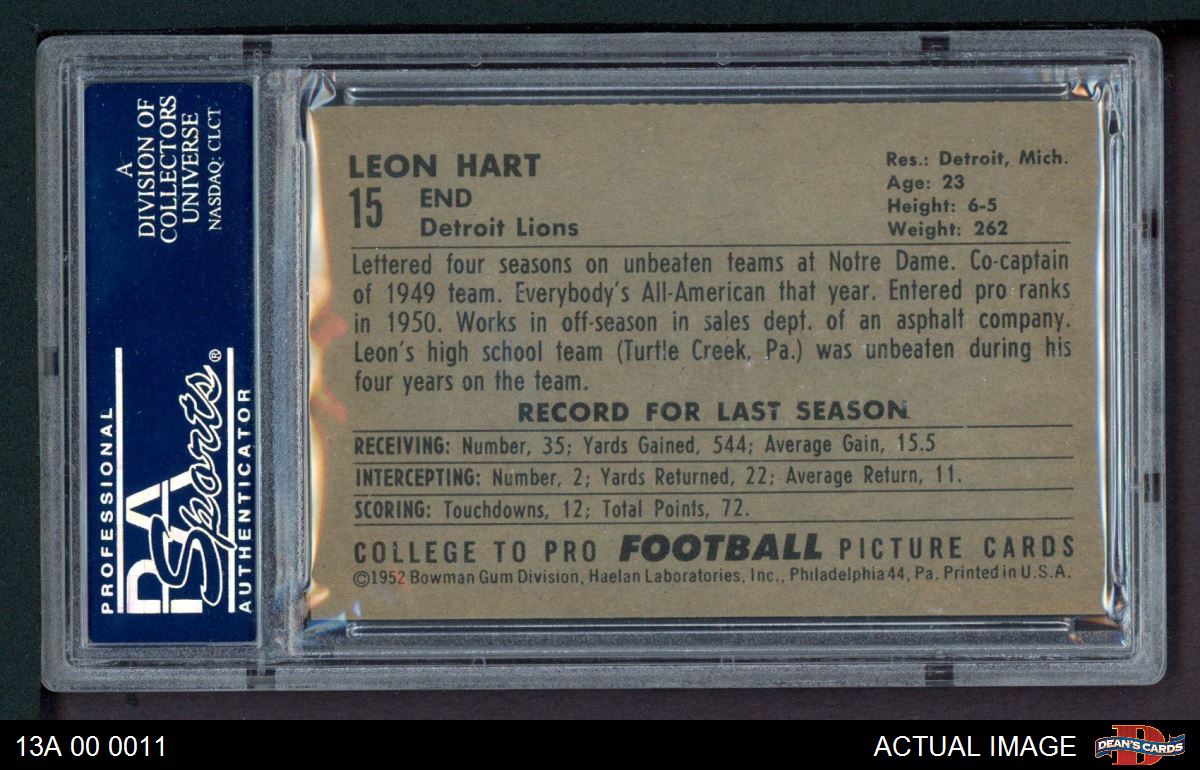 A
DIVISION OF
COLLECTORS
UNIVERSE
NASDAQ: CLCT
PROFESSIONAL
PSA
Sports®
AUTHENTICATOR
LEON HART
15
END
Detroit Lions
Res.: Detroit, Mich.
Age: 23
Height: 6-5
Weight: 262
Lettered four seasons on unbeaten teams at Notre Dame. Co-captain
of 1949 team. Everybody's All-American that year. Entered pro ranks
in 1950. Works in off-season in sales dept. of an asphalt company.
Leon's high school team (Turtle Creek, Pa.) was unbeaten during his
four years on the team.
RECORD FOR LAST SEASON
RECEIVING: Number, 35; Yards Gained, 544; Average Gain, 15.5
INTERCEPTING: Number, 2; Yards Returned, 22; Average Return, 11.
SCORING: Touchdowns, 12; Total Points, 72.
COLLEGE TO PRO FOOTBALL PICTURE CARDS
©1952 Bowman Gum Division, Haelan Laboratories, Inc., Philadelphia 44, Pa. Printed in U.S.A.
13A 00 0011
ACTUAL IMAGE
D
DEAN'S CARDS